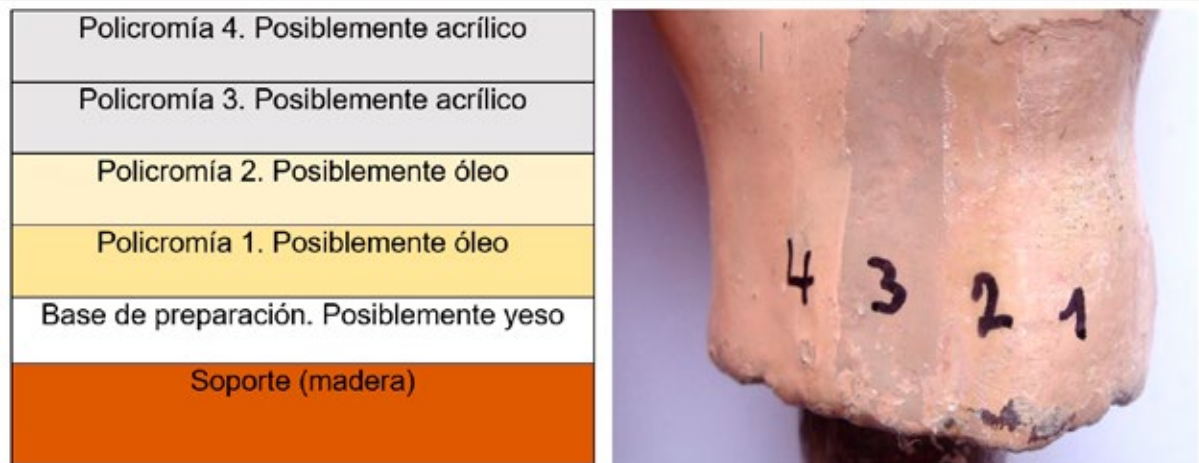 Policromía 4. Posiblemente acrílico
Policromía 3. Posiblemente acrílico
Policromía 2. Posiblemente óleo
Policromía 1. Posiblemente óleo
Base de preparación. Posiblemente yeso
Soporte (madera)
4 3 2 1